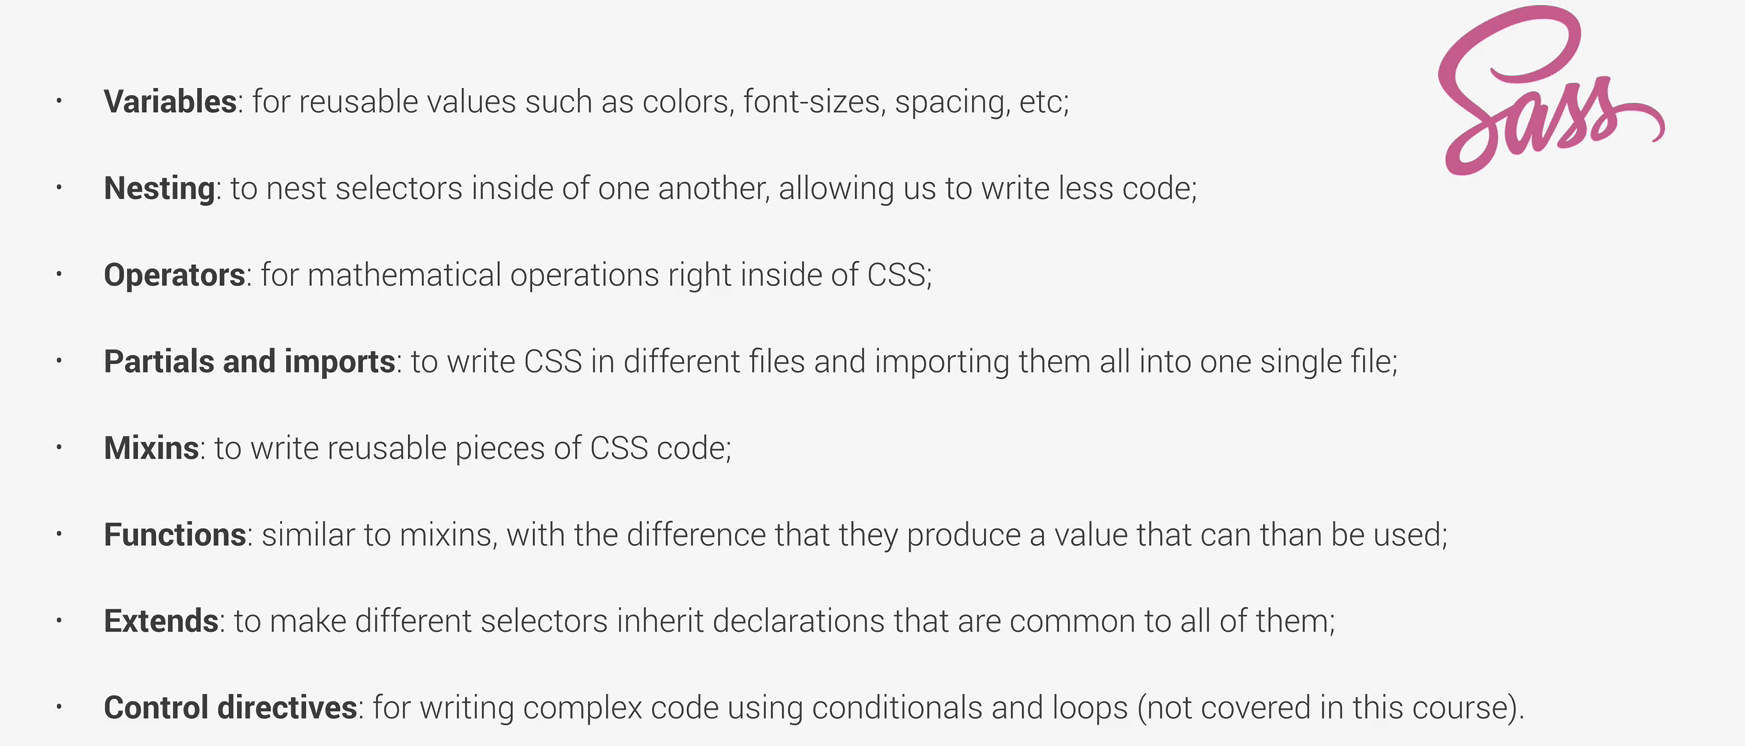 Sass
• Variables: for reusable values such as colors, font-sizes, spacing, etc;
• Nesting: to nest selectors inside of one another, allowing us to write less code;
• Operators: for mathematical operations right inside of CSS;
• Partials and imports: to write CSS in different files and importing them all into one single file;
• Mixins: to write reusable pieces of CSS code;
• Functions: similar to mixins, with the difference that they produce a value that can than be used;
• Extends: to make different selectors inherit declarations that are common to all of them;
• Control directives: for writing complex code using conditionals and loops (not covered in this course).